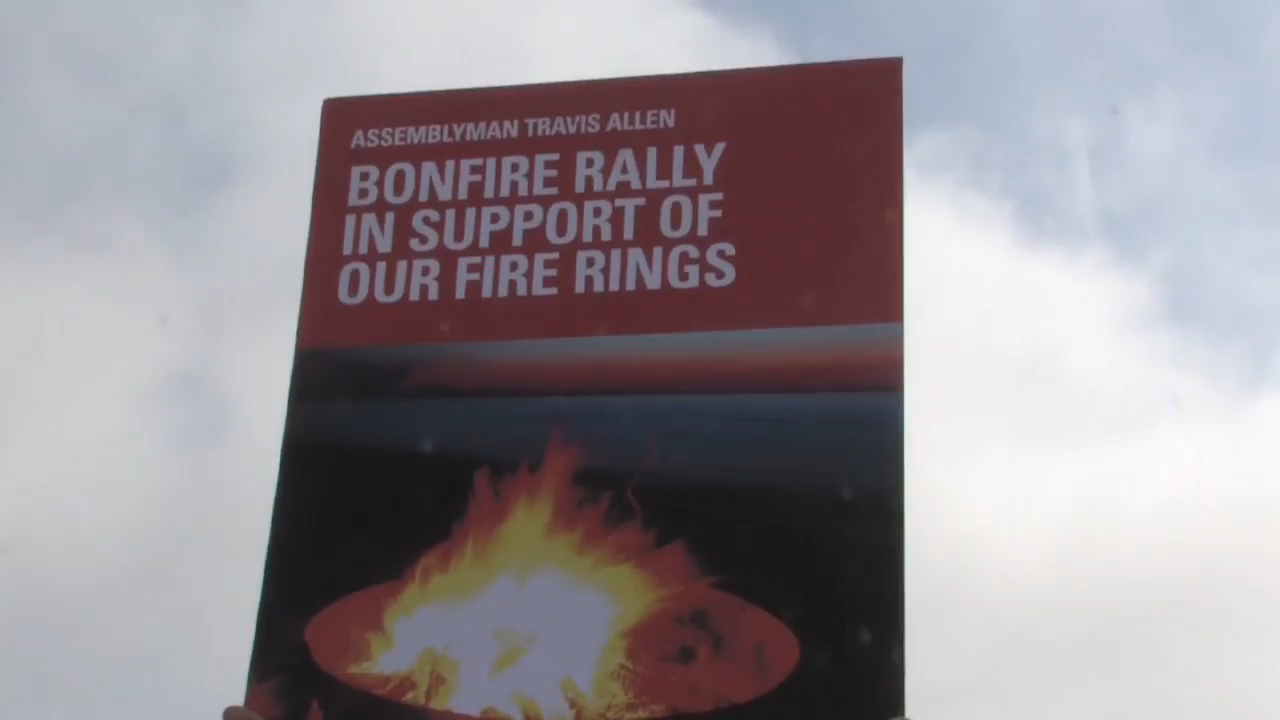 ASSEMBLYMAN TRAVIS ALLEN
BONFIRE RALLY
IN SUPPORT OF
OUR FIRE RINGS